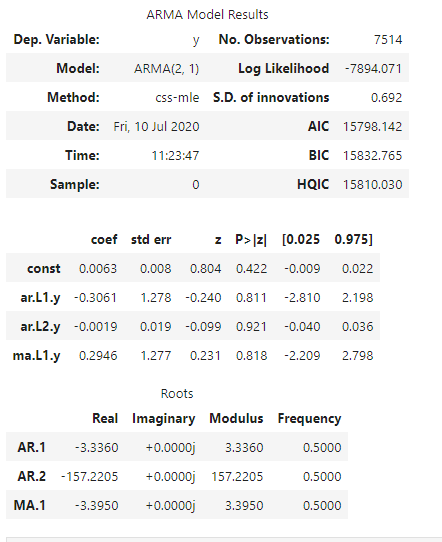 ARMA Model Results
Dep. Variable: y No. Observations: 7514
Model: ARMA(2, 1) Log Likelihood -7894.071
Method: css-mle S.D. of innovations 0.692
Date: Fri, 10 Jul 2020 AIC 15798.142
Time: 11:23:47 BIC 15832.765
Sample: 0 HQIC 15810.030
coef std err z P>|z| [0.025 0.975]
const 0.0063 0.008 0.804 0.422 -0.009 0.022
ar.L1.y -0.3061 1.278 -0.240 0.811 -2.810 2.198
ar.L2.y -0.0019 0.019 -0.099 0.921 -0.040 0.036
ma.L1.y 0.2946 1.277 0.231 0.818 -2.209 2.798
Roots
Real Imaginary Modulus Frequency
AR.1 -3.3360 +0.0000j 3.3360 0.5000
AR.2 -157.2205 +0.0000j 157.2205 0.5000
MA.1 -3.3950 +0.0000j 3.3950 0.5000